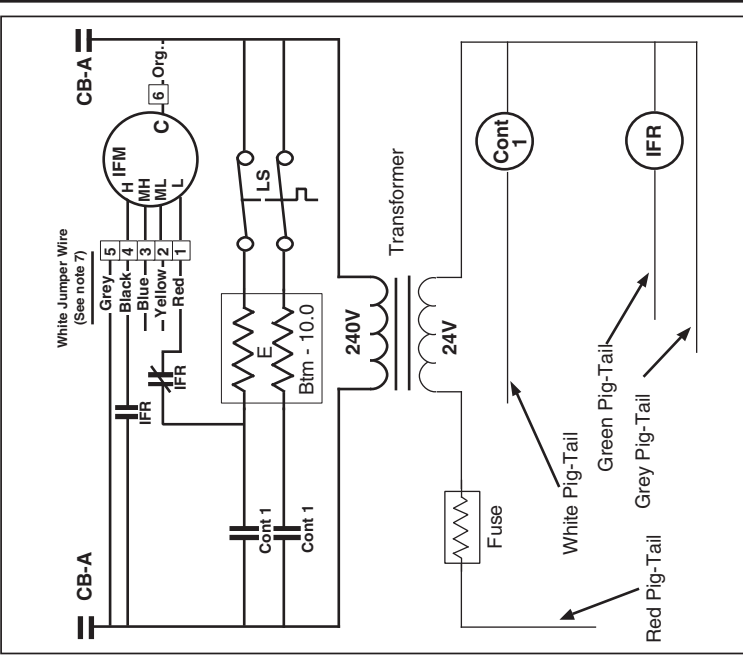 CB-A
6
Org.
IFM
C
H
MH
ML
L
White Jumper Wire
(See note 7)
Grey
5
Black
4
Blue
3
Yellow
2
Red
1
IFR
IFR
LS
E
Btm - 10.0
Cont 1
Cont 1
CB-A
240V
Transformer
24V
Cont
1
IFR
Fuse
White Pig-Tail
Green Pig-Tail
Grey Pig-Tail
Red Pig-Tail